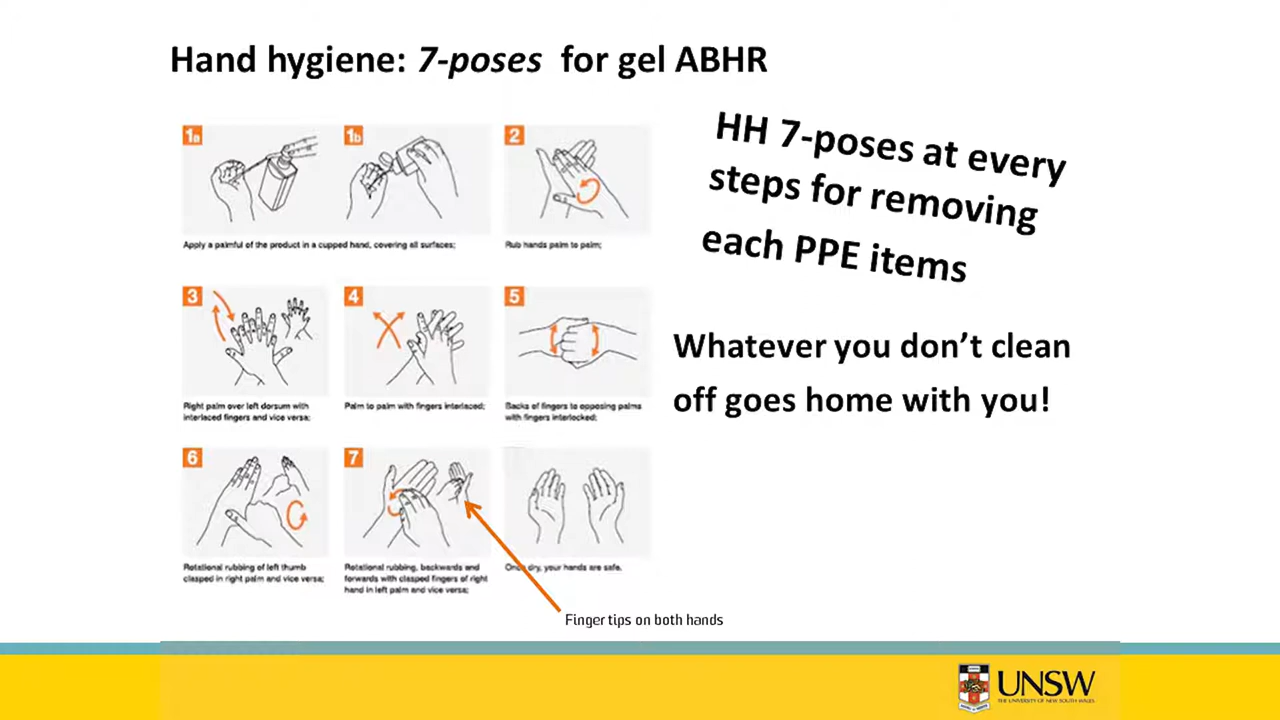 Hand hygiene: 7-poses for gel ABHR
1a
1b
2
Apply a palmful of the product in a cupped hand, covering all surfaces;
Rub hands palm to palm;
3
4
5
Right palm over left dorsum with
interlaced fingers and vice versa;
Palm to palm with fingers interlaced;
Backs of fingers to opposing palms
with fingers interlocked;
6
7
Rotational rubbing of left thumb
clasped in right palm and vice versa;
Rotational rubbing, backwards and
forwards with clasped fingers of right
hand in left palm and vice versa;
Once dry, your hands are safe.
Finger tips on both hands
HH 7-poses at every
steps for removing
each PPE items
Whatever you don't clean
off goes home with you!
UNSW
THE UNIVERSITY OF NEW SOUTH WALES